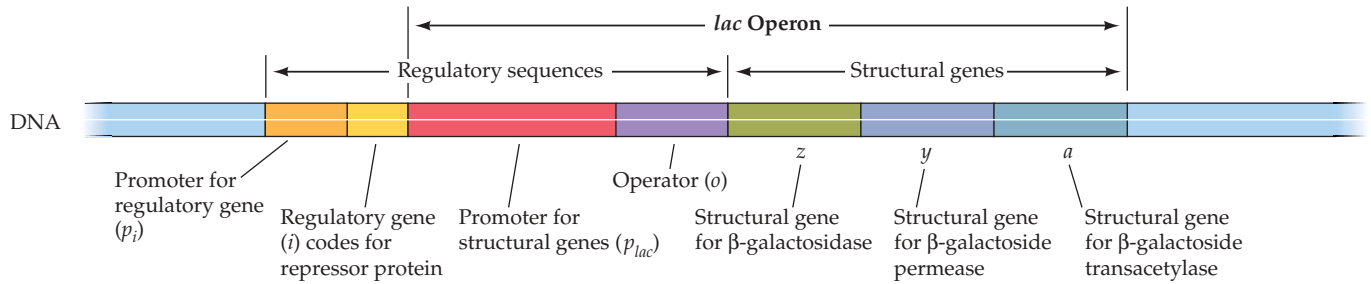 lac Operon
Regulatory sequences
Structural genes
DNA
z
y
a
Operator (o)
Promoter for
regulatory gene
(pᵢ)
Regulatory gene
(i) codes for
repressor protein
Promoter for
structural genes (pₗₐc)
Structural gene
for β-galactosidase
Structural gene
for β-galactoside
permease
Structural gene
for β-galactoside
transacetylase